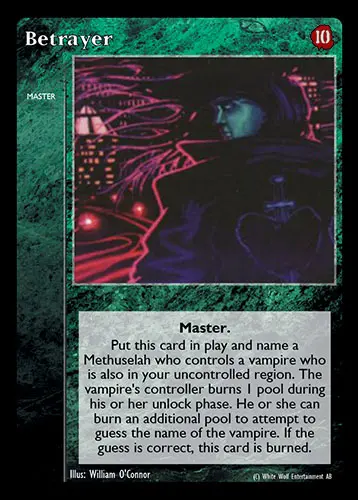 Betrayer
10
MASTER
Master.
Put this card in play and name a
Methuselah who controls a vampire who
is also in your uncontrolled region. The
vampire's controller burns 1 pool during
his or her unlock phase. He or she can
burn an additional pool to attempt to
guess the name of the vampire. If the
guess is correct, this card is burned.
Illus: William O'Connor
(C) White Wolf Entertainment AB